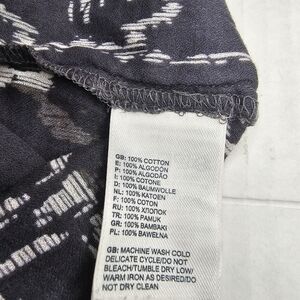 GB: 100% COTTON
E: 100% ALGODÓN
P: 100% ALGODÃO
I: 100% COTONE
D: 100% BAUMWOLLE
NL: 100% KATOEN
F: 100% COTON
RU: 100% ХЛОПОК
TR: 100% PAMUK
GR: 100% BAMBAKI
PL: 100% BAWEŁNA
GB: MACHINE WASH COLD
DELICATE CYCLE/DO NOT
BLEACH/TUMBLE DRY LOW/
WARM IRON AS DESIRED/DO
NOT DRY CLEAN